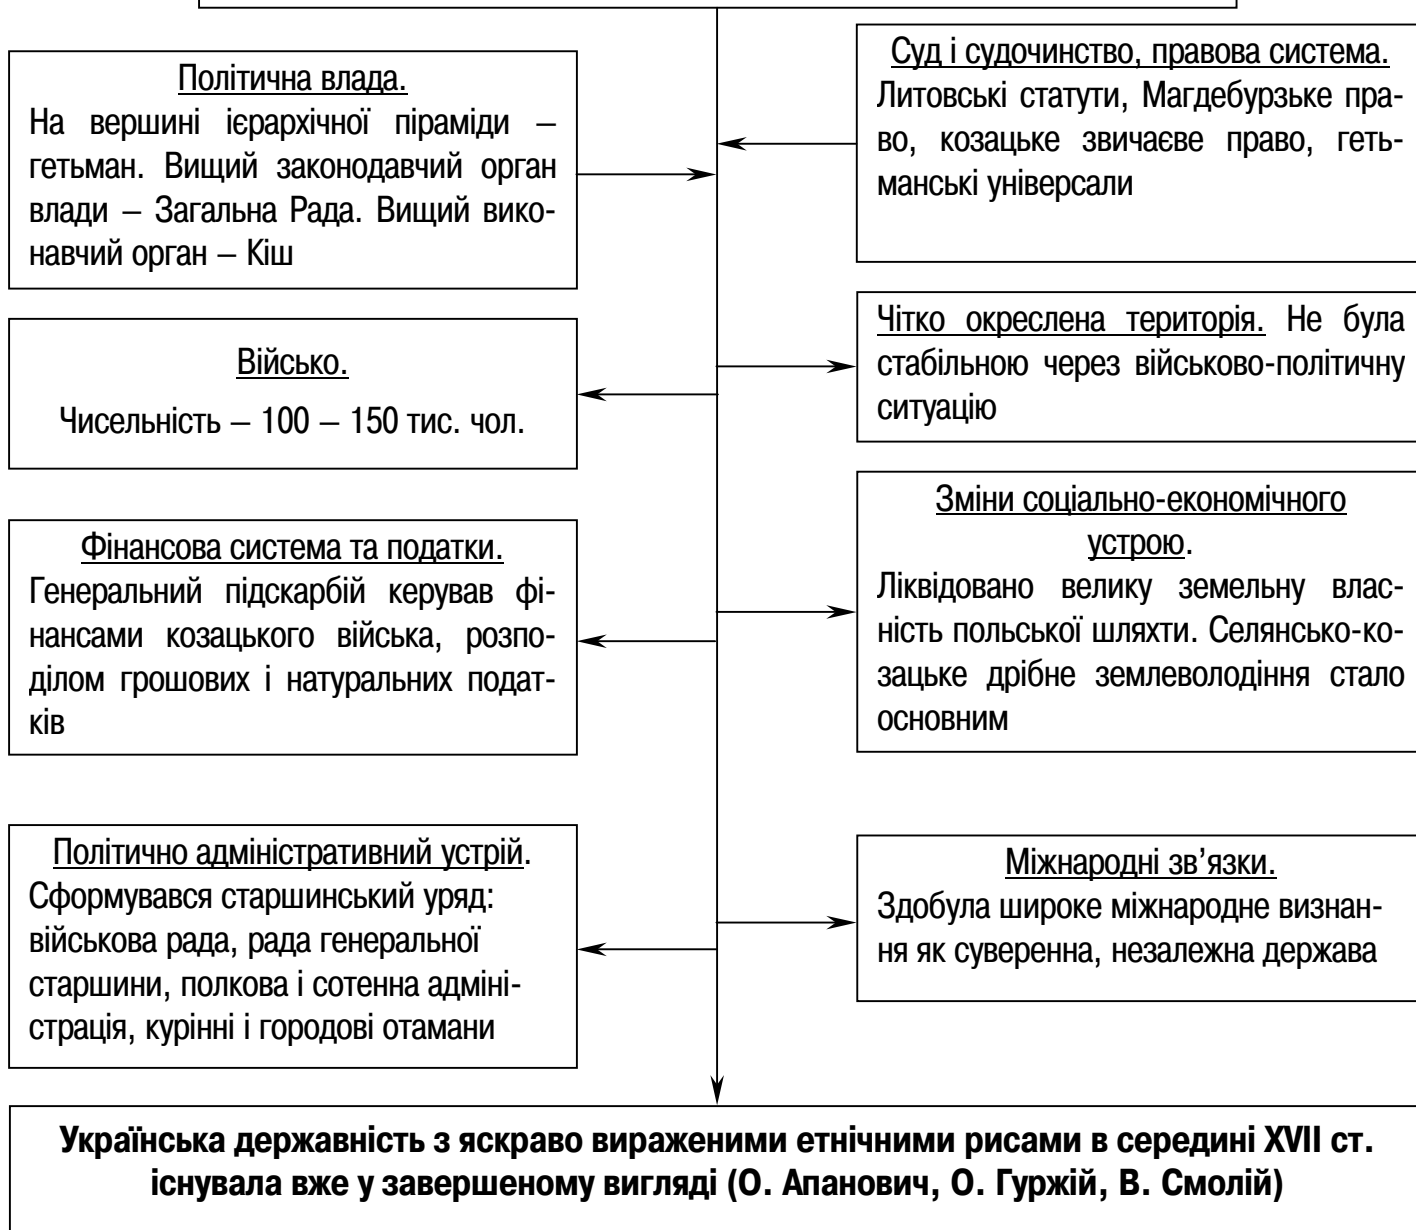 Політична влада.
На вершині ієрархічної піраміди –
гетьман. Вищий законодавчий орган
влади – Загальна Рада. Вищий вико-
навчий орган – Кіш
Суд і судочинство, правова система.
Литовські статути, Магдебурзьке пра-
во, козацьке звичаєве право, геть-
манські універсали
Військо.
Чисельність – 100 – 150 тис. чол.
Чітко окреслена територія. Не була
стабільною через військово-політичну
ситуацію
Фінансова система та податки.
Генеральний підскарбій керував фі-
нансами козацького війська, розпо-
ділом грошових і натуральних подат-
ків
Зміни соціально-економічного
устрою.
Ліквідовано велику земельну влас-
ність польської шляхти. Селянсько-ко-
зацьке дрібне землеволодіння стало
основним
Політично адміністративний устрій.
Сформувався старшинський уряд:
військова рада, рада генеральної
старшини, полкова і сотенна адміні-
страція, курінні і городові отамани
Міжнародні зв’язки.
Здобула широке міжнародне визнан-
ня як суверенна, незалежна держава
Українська державність з яскраво вираженими етнічними рисами в середині XVII ст.
існувала вже у завершеному вигляді (О. Апанович, О. Гуржій, В. Смолій)